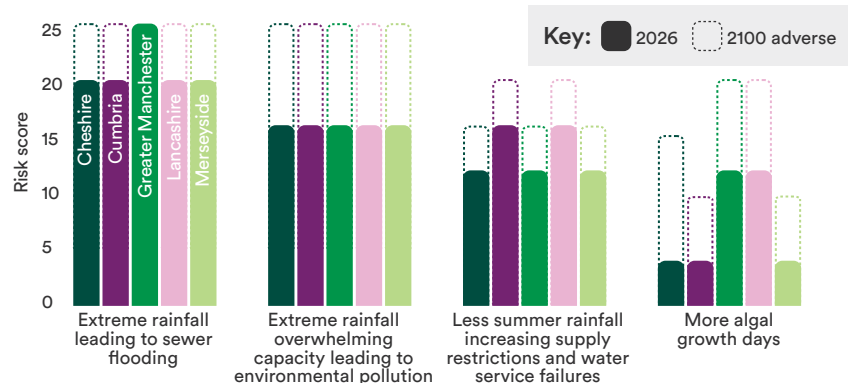 Key: 2026 2100 adverse
Risk score
25
20
15
10
5
0
Cheshire
Cumbria
Greater Manchester
Lancashire
Merseyside
Extreme rainfall
leading to sewer
flooding
Extreme rainfall
overwhelming
capacity leading to
environmental pollution
Less summer rainfall
increasing supply
restrictions and water
service failures
More algal
growth days